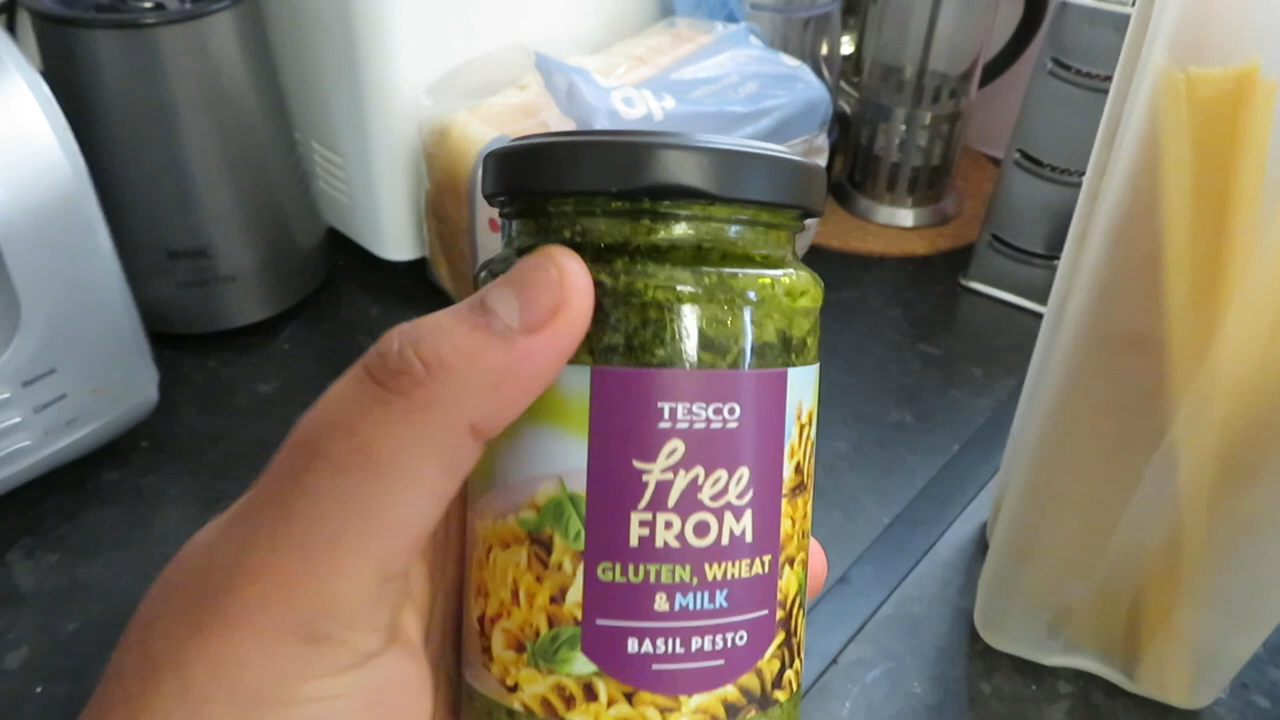 TESCO
free
FROM
GLUTEN, WHEAT
& MILK
BASIL PESTO